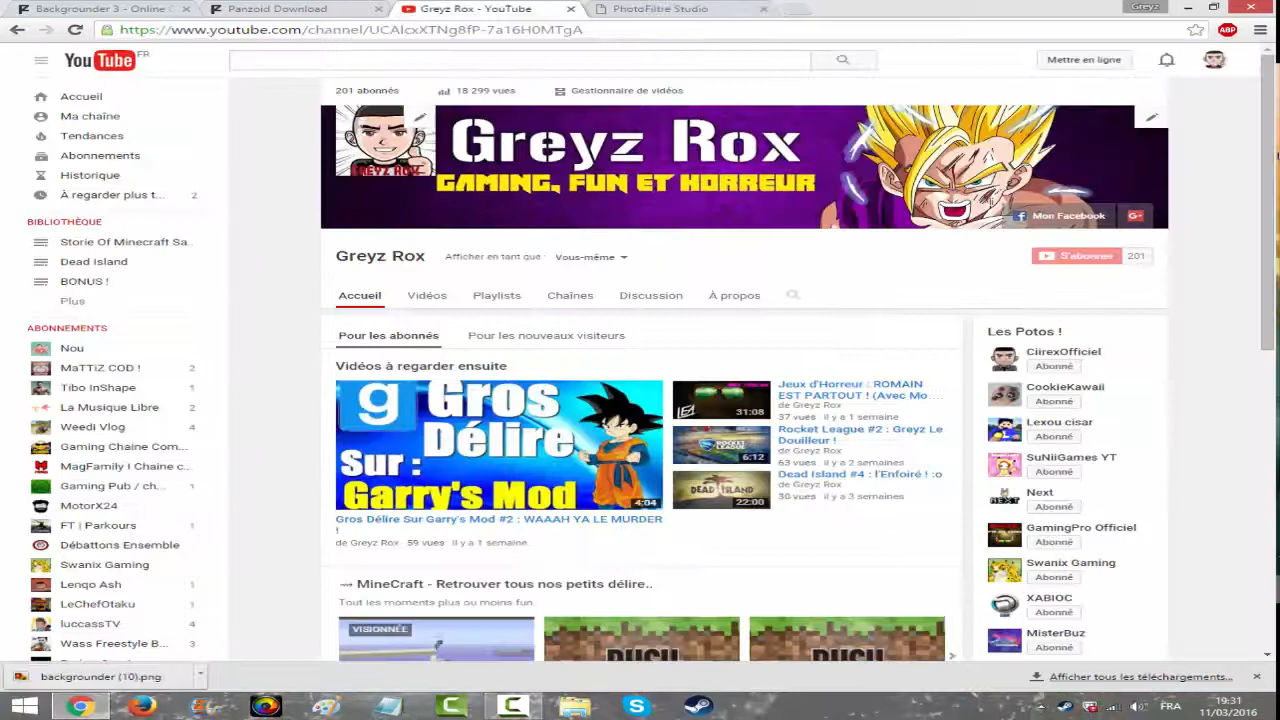 Backgrounder 3 - Online C
Panzoid Download
Greyz Rox - YouTube
PhotoFiltre Studio
Greyz
https://www.youtube.com/channel/UCAlcxXTNg8fP-7a16H0MTgA
ABP
YouTube FR
Mettre en ligne
201 abonnés
18 299 vues
Gestionnaire de vidéos
Accueil
Ma chaîne
Tendances
Abonnements
Historique
À regarder plus t... 2
BIBLIOTHÈQUE
Storie Of Minecraft Sa..
Dead Island
BONUS !
Plus
ABONNEMENTS
Nou
MaTTiZ COD ! 2
Tibo InShape 1
La Musique Libre 2
Weedi Vlog 4
Gaming Chaine Com...
MagFamily I Chaine c...
Gaming Pub / ch... 1
MotorX24
FT | Parkours 1
Débattons Ensemble
Swanix Gaming
Lenqo Ash 1
LeChefOtaku 1
luccassTV 4
Wass Freestyle B... 3
GREYZ ROX
Greyz Rox
GAMING, FUN ET HORREUR
Mon Facebook
G+
Greyz Rox
Afficher en tant que
Vous-même
S'abonner 201
Accueil
Vidéos
Playlists
Chaînes
Discussion
À propos
Pour les abonnés
Pour les nouveaux visiteurs
Vidéos à regarder ensuite
g
Gros
Délire
Sur :
Garry's Mod
4:04
Gros Délire Sur Garry's Mod #2 : WAAAH YA LE MURDER
!
de Greyz Rox 59 vues il y a 1 semaine
31:08
Jeux d'Horreur : ROMAIN
EST PARTOUT ! (Avec Mo....
de Greyz Rox
37 vues il y a 1 semaine
ROCKET LEAGUE
6:12
Rocket League #2 : Greyz Le
Douilleur !
de Greyz Rox
63 vues il y a 2 semaines
DEAD ISLAND
22:00
Dead Island #4 : l'Enfoiré ! :o
de Greyz Rox
30 vues il y a 3 semaines
MineCraft - Retrouver tous nos petits délire..
Tout les moments plus ou moins fun.
VISIONNÉE
Les Potos !
CiirexOfficiel
Abonné
CookieKawaii
Abonné
Lexou cisar
Abonné
SuNiiGames YT
Abonné
NEXT
Next
Abonné
GamingPro Officiel
Abonné
Swanix Gaming
Abonné
XABIOC
Abonné
MisterBuz
Abonné
backgrounder (10).png
Afficher tous les téléchargements...
FRA
19:31
11/03/2016